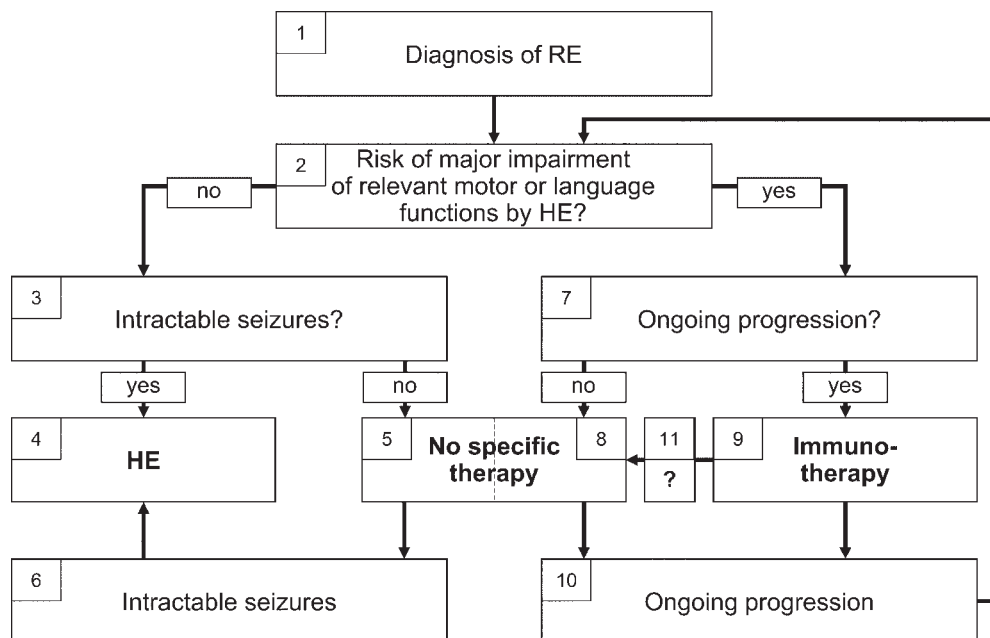 1
Diagnosis of RE
2
Risk of major impairment
of relevant motor or language
functions by HE?
no
yes
3
Intractable seizures?
7
Ongoing progression?
yes
no
no
yes
4
HE
5
No specific
therapy
8
11
?
9
Immuno-
therapy
6
Intractable seizures
10
Ongoing progression